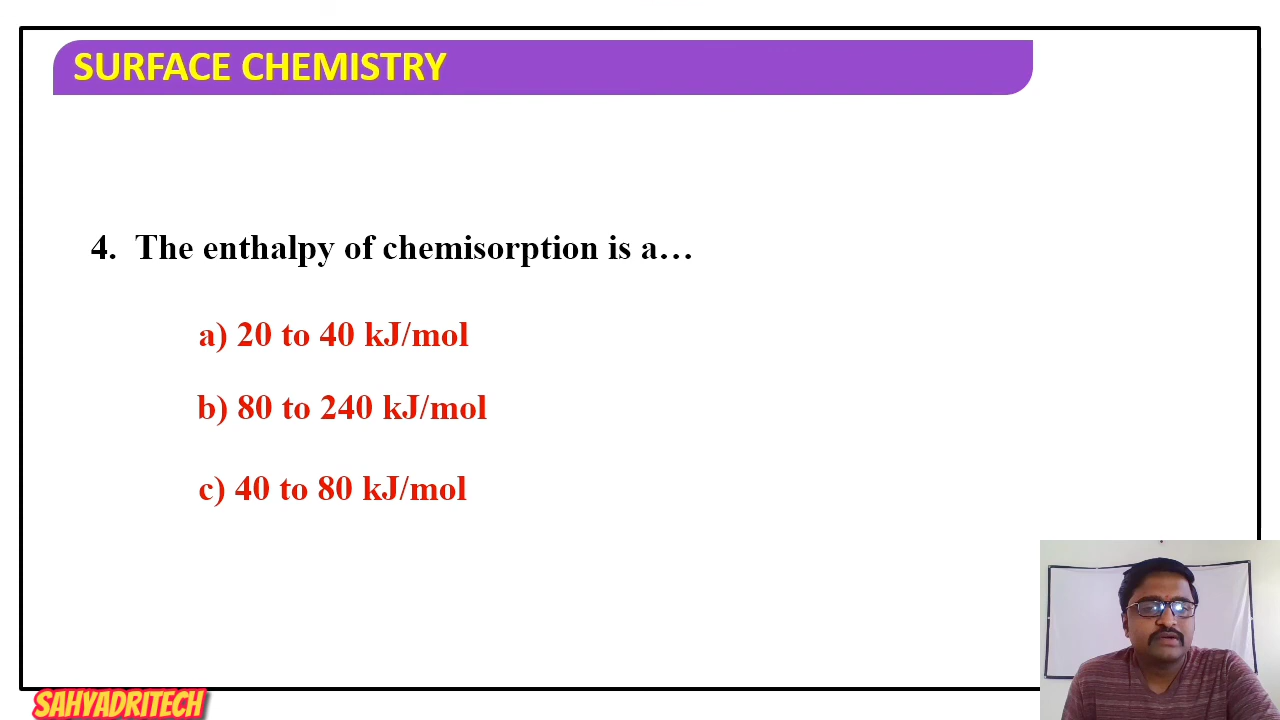 SURFACE CHEMISTRY
4. The enthalpy of chemisorption is a…
a) 20 to 40 kJ/mol
b) 80 to 240 kJ/mol
c) 40 to 80 kJ/mol
SAHYADRITECH